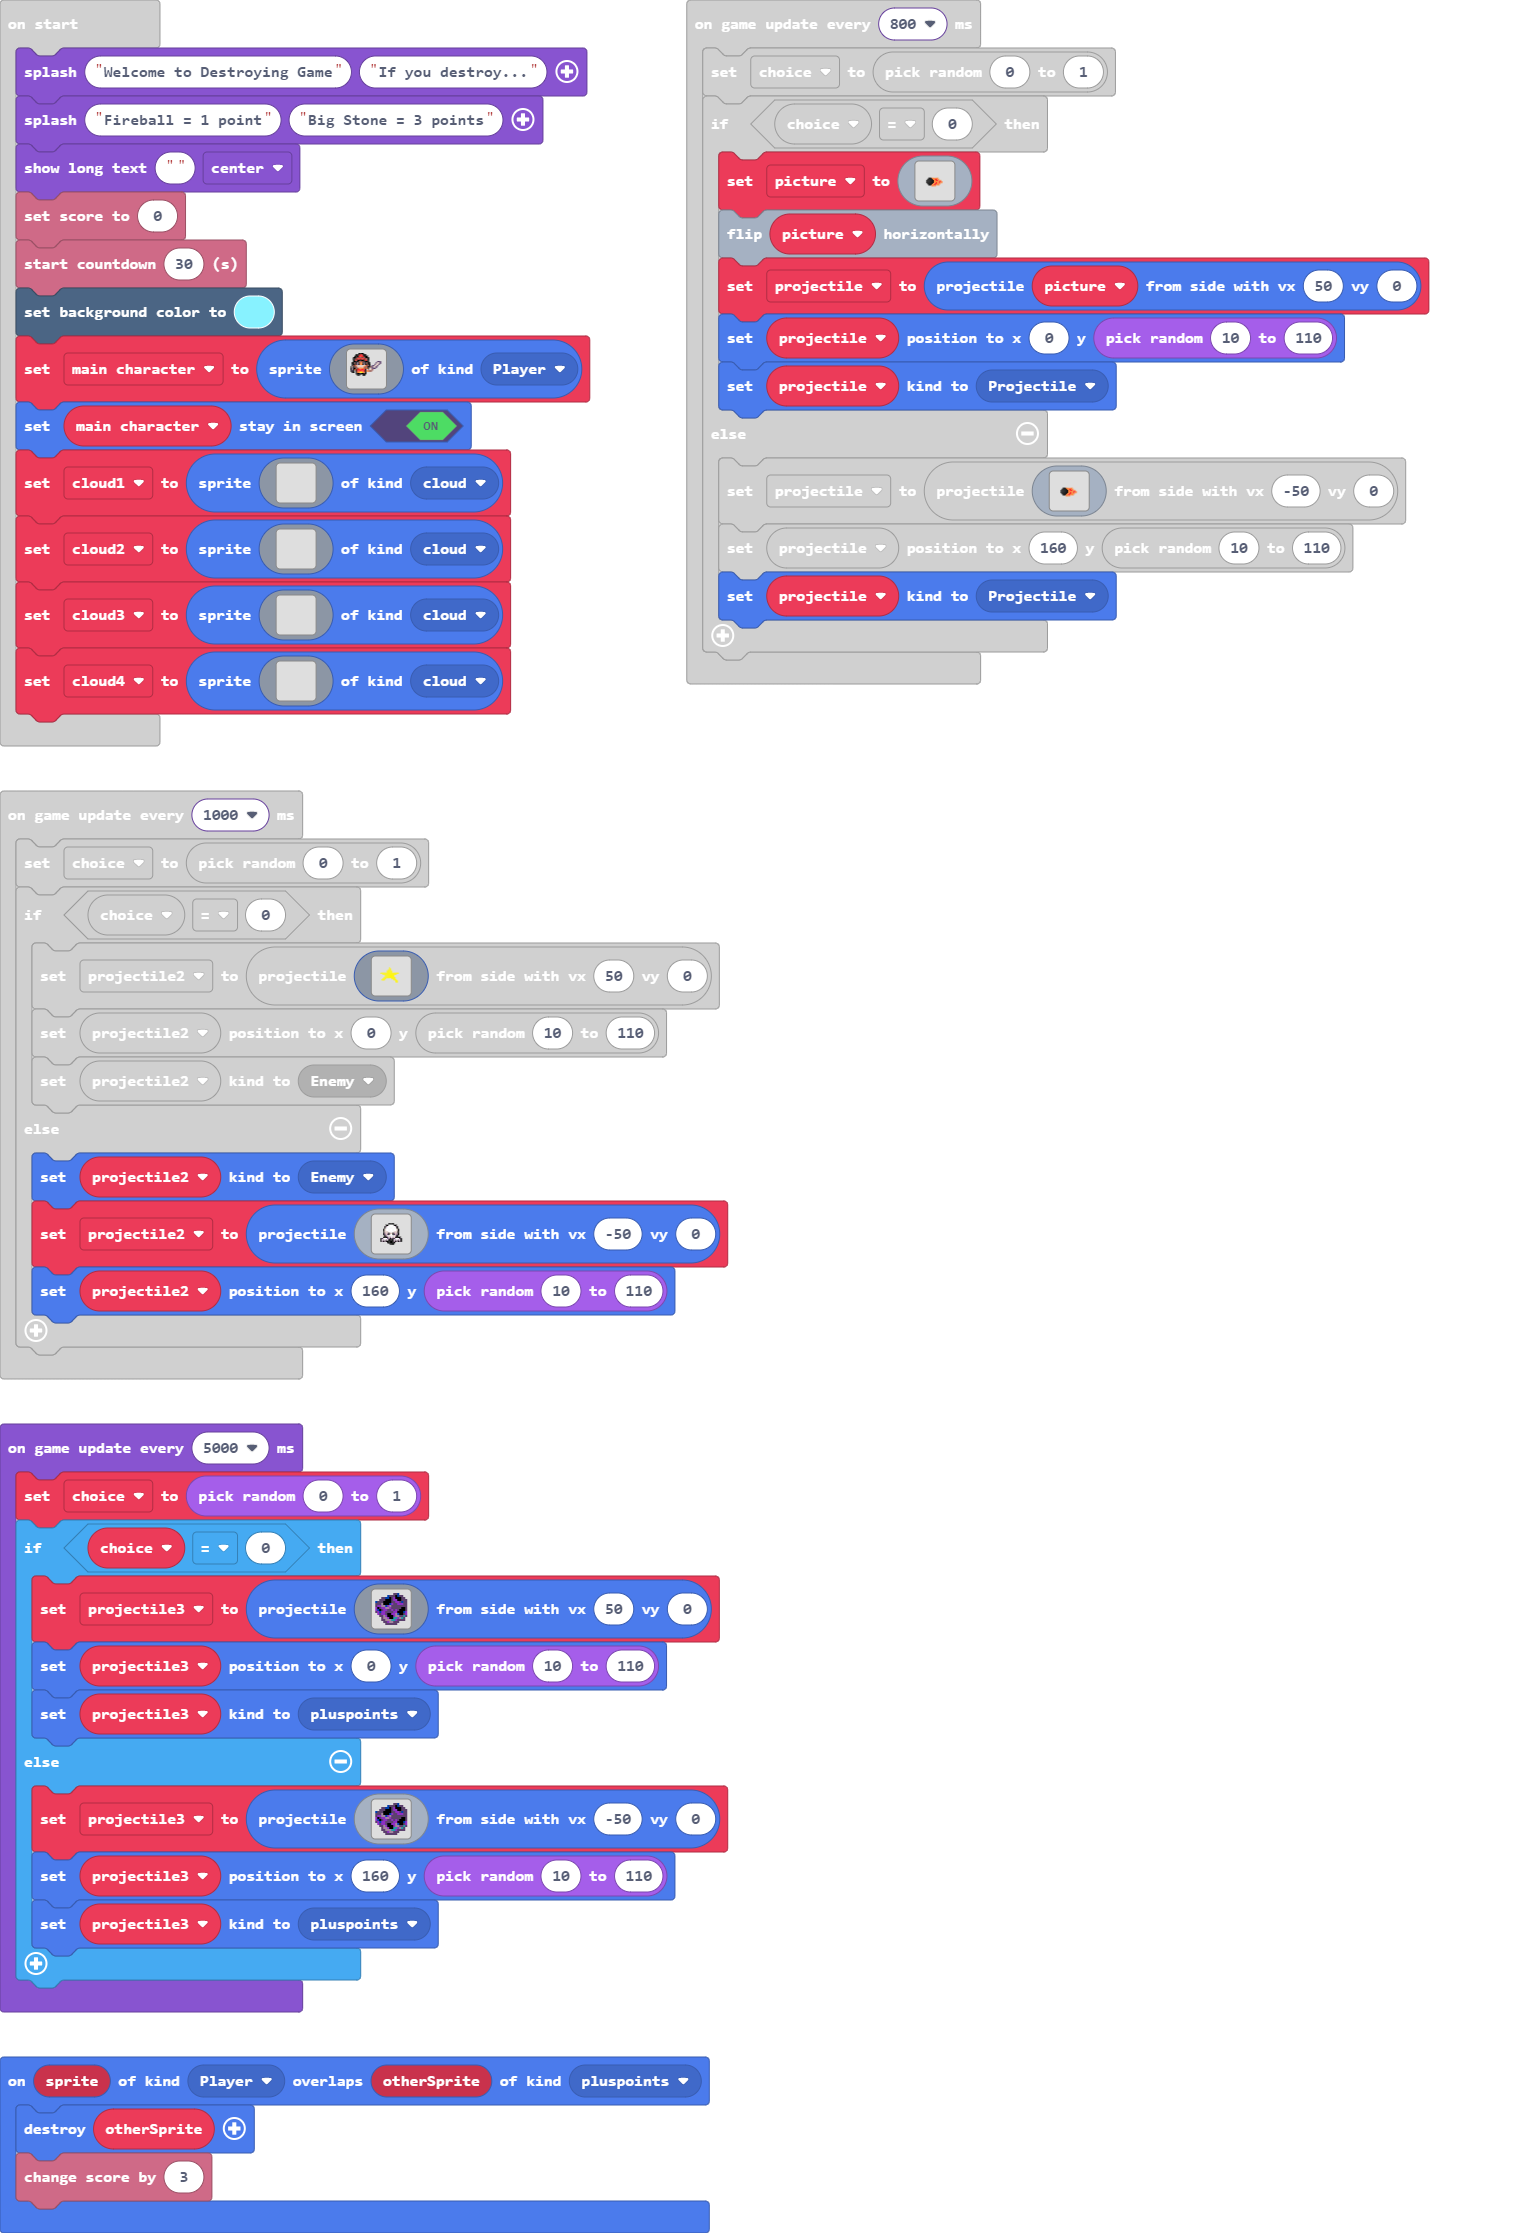 on start
splash "Welcome to Destroying Game" "If you destroy..."
splash "Fireball = 1 point" "Big Stone = 3 points"
show long text " " center
set score to 0
start countdown 30 (s)
set background color to
set main character to sprite of kind Player
set main character stay in screen ON
set cloud1 to sprite of kind cloud
set cloud2 to sprite of kind cloud
set cloud3 to sprite of kind cloud
set cloud4 to sprite of kind cloud
on game update every 800 ms
set choice to pick random 0 to 1
if choice = 0 then
set picture to
flip picture horizontally
set projectile to projectile picture from side with vx 50 vy 0
set projectile position to x 0 y pick random 10 to 110
set projectile kind to Projectile
else
set projectile to projectile from side with vx -50 vy 0
set projectile position to x 160 y pick random 10 to 110
set projectile kind to Projectile
on game update every 1000 ms
set choice to pick random 0 to 1
if choice = 0 then
set projectile2 to projectile from side with vx 50 vy 0
set projectile2 position to x 0 y pick random 10 to 110
set projectile2 kind to Enemy
else
set projectile2 kind to Enemy
set projectile2 to projectile from side with vx -50 vy 0
set projectile2 position to x 160 y pick random 10 to 110
on game update every 5000 ms
set choice to pick random 0 to 1
if choice = 0 then
set projectile3 to projectile from side with vx 50 vy 0
set projectile3 position to x 0 y pick random 10 to 110
set projectile3 kind to pluspoints
else
set projectile3 to projectile from side with vx -50 vy 0
set projectile3 position to x 160 y pick random 10 to 110
set projectile3 kind to pluspoints
on sprite of kind Player overlaps otherSprite of kind pluspoints
destroy otherSprite
change score by 3